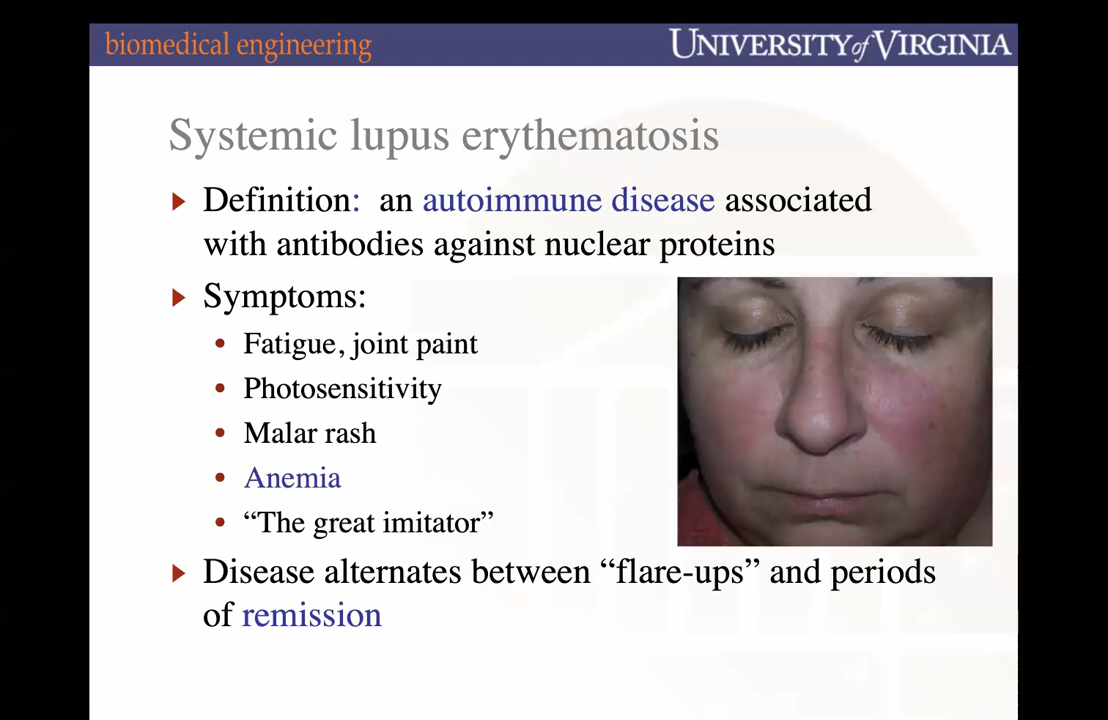 biomedical engineering
UNIVERSITY of VIRGINIA
Systemic lupus erythematosis
Definition: an autoimmune disease associated
with antibodies against nuclear proteins
Symptoms:
• Fatigue, joint paint
• Photosensitivity
• Malar rash
• Anemia
• “The great imitator”
Disease alternates between “flare-ups” and periods
of remission